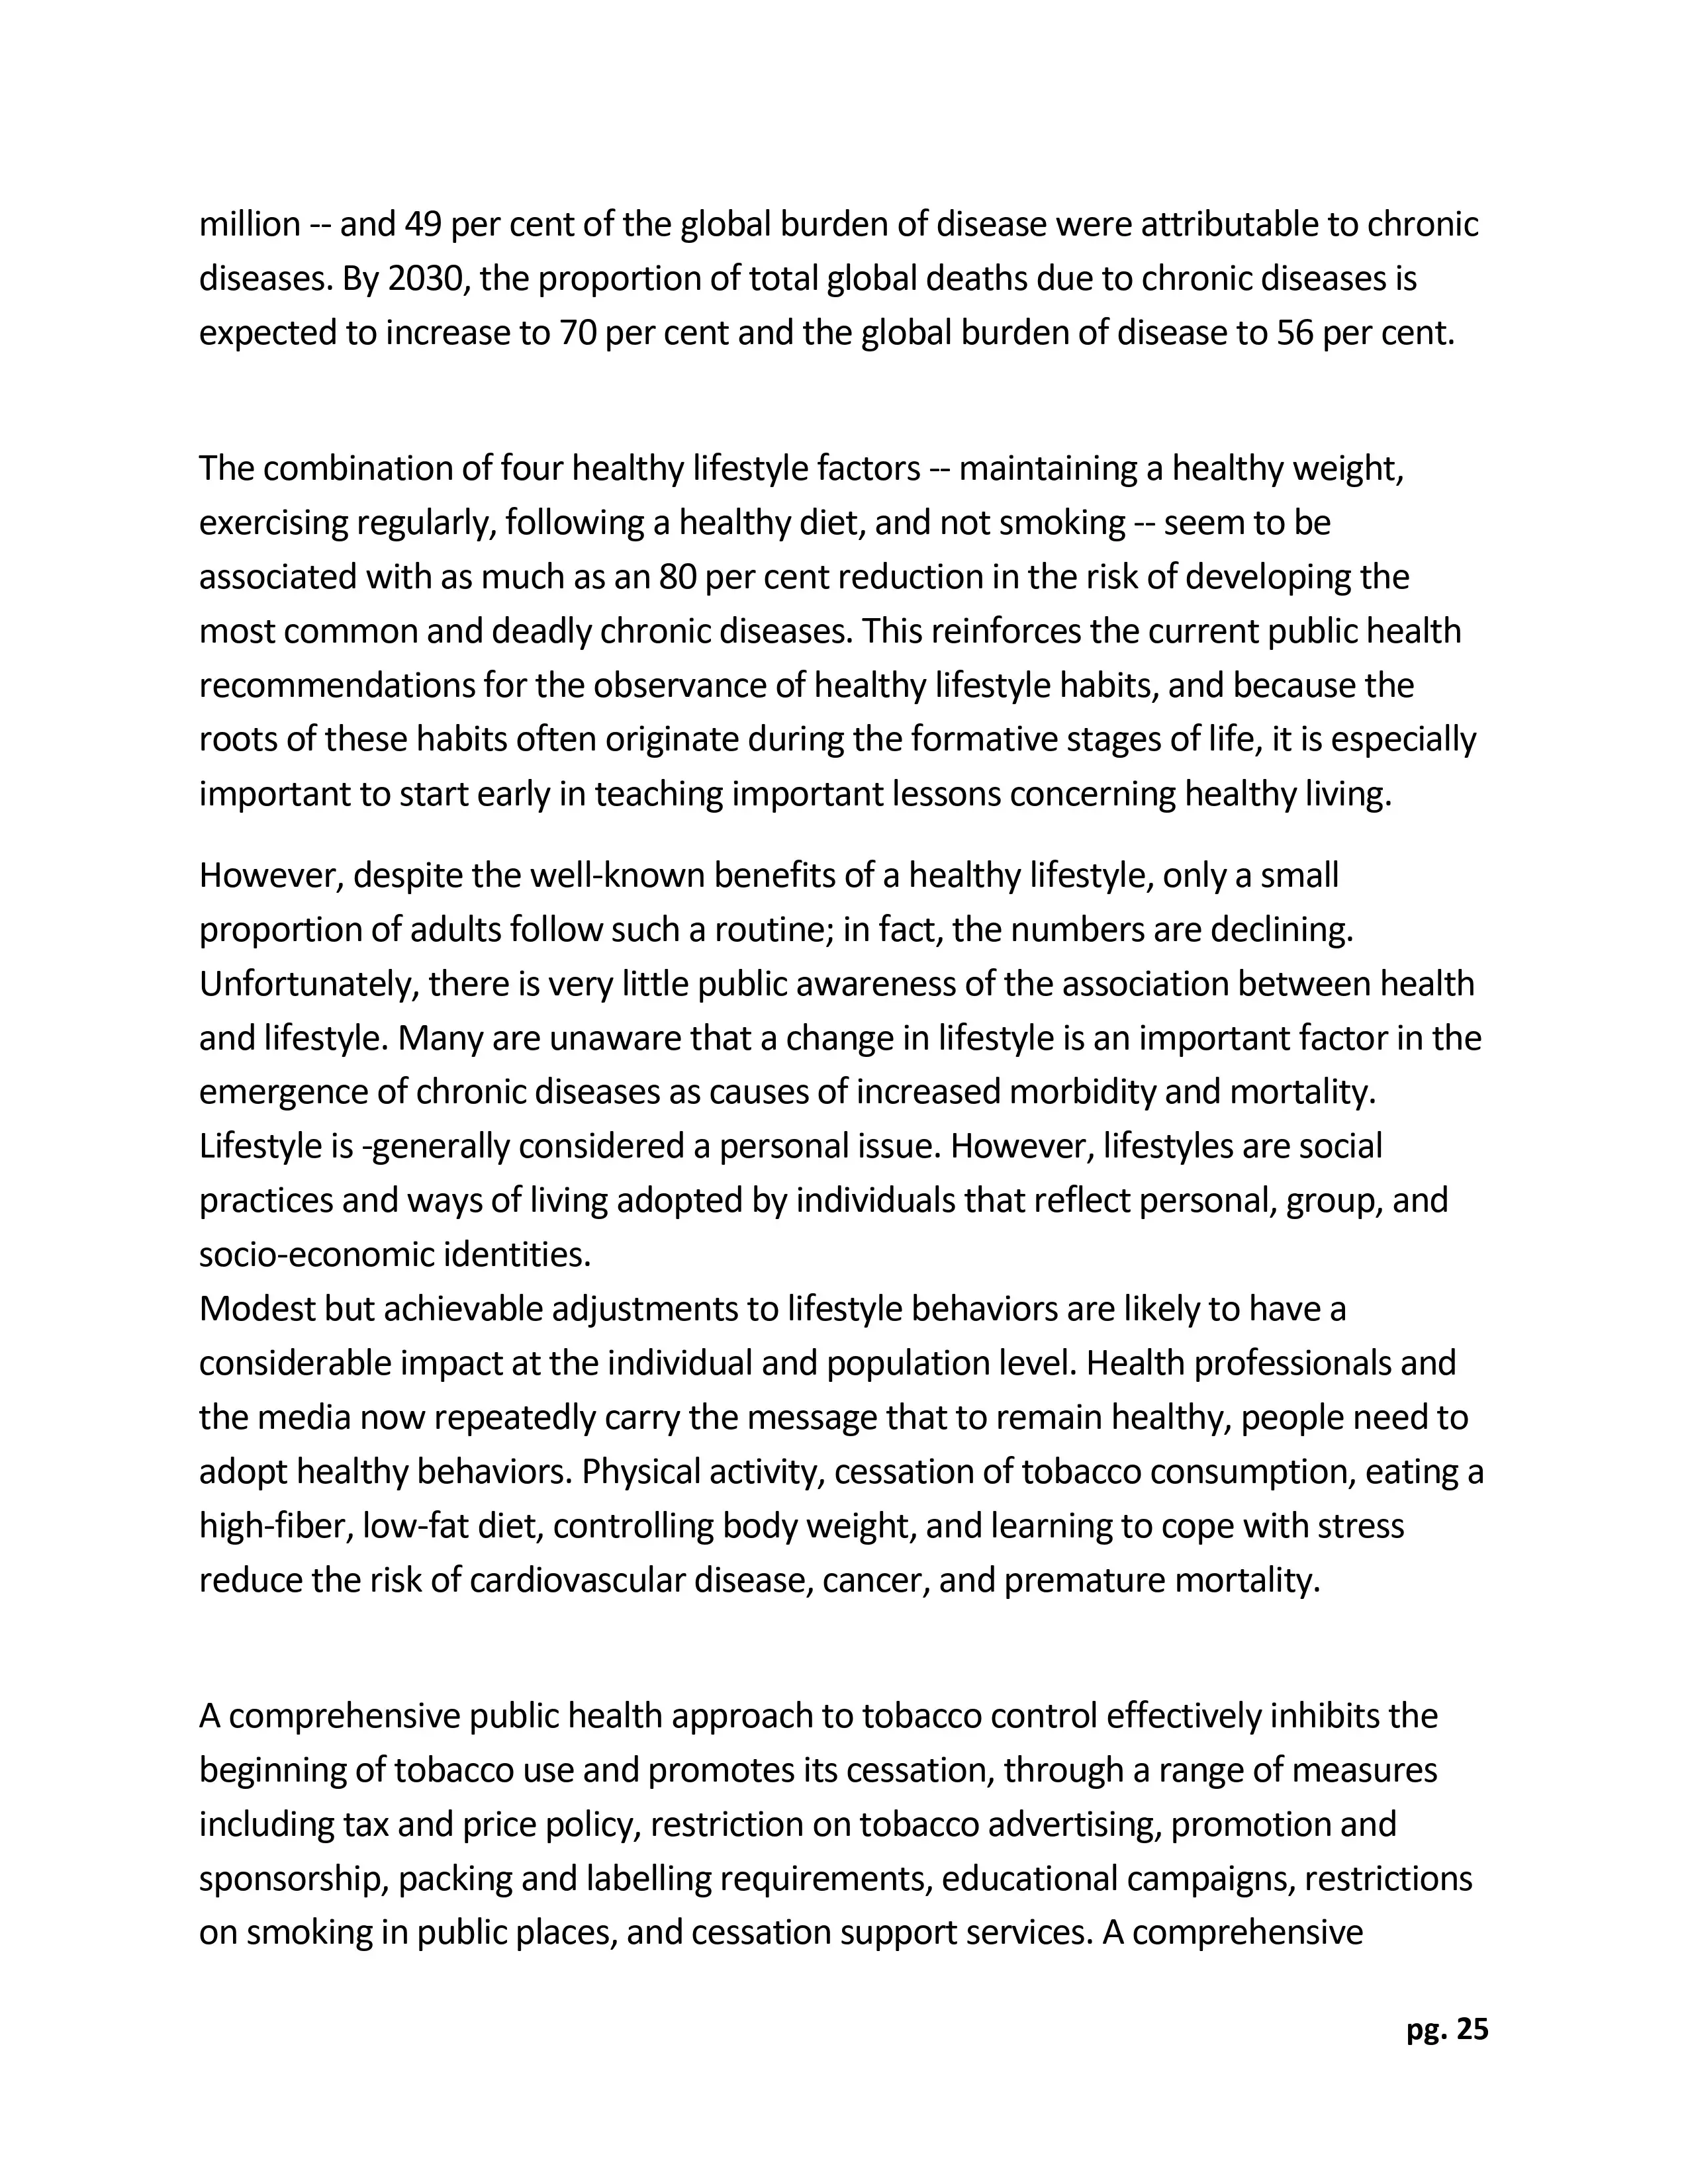 million -- and 49 per cent of the global burden of disease were attributable to chronic
diseases. By 2030, the proportion of total global deaths due to chronic diseases is
expected to increase to 70 per cent and the global burden of disease to 56 per cent.
The combination of four healthy lifestyle factors -- maintaining a healthy weight,
exercising regularly, following a healthy diet, and not smoking -- seem to be
associated with as much as an 80 per cent reduction in the risk of developing the
most common and deadly chronic diseases. This reinforces the current public health
recommendations for the observance of healthy lifestyle habits, and because the
roots of these habits often originate during the formative stages of life, it is especially
important to start early in teaching important lessons concerning healthy living.
However, despite the well-known benefits of a healthy lifestyle, only a small
proportion of adults follow such a routine; in fact, the numbers are declining.
Unfortunately, there is very little public awareness of the association between health
and lifestyle. Many are unaware that a change in lifestyle is an important factor in the
emergence of chronic diseases as causes of increased morbidity and mortality.
Lifestyle is -generally considered a personal issue. However, lifestyles are social
practices and ways of living adopted by individuals that reflect personal, group, and
socio-economic identities.
Modest but achievable adjustments to lifestyle behaviors are likely to have a
considerable impact at the individual and population level. Health professionals and
the media now repeatedly carry the message that to remain healthy, people need to
adopt healthy behaviors. Physical activity, cessation of tobacco consumption, eating a
high-fiber, low-fat diet, controlling body weight, and learning to cope with stress
reduce the risk of cardiovascular disease, cancer, and premature mortality.
A comprehensive public health approach to tobacco control effectively inhibits the
beginning of tobacco use and promotes its cessation, through a range of measures
including tax and price policy, restriction on tobacco advertising, promotion and
sponsorship, packing and labelling requirements, educational campaigns, restrictions
on smoking in public places, and cessation support services. A comprehensive
pg. 25